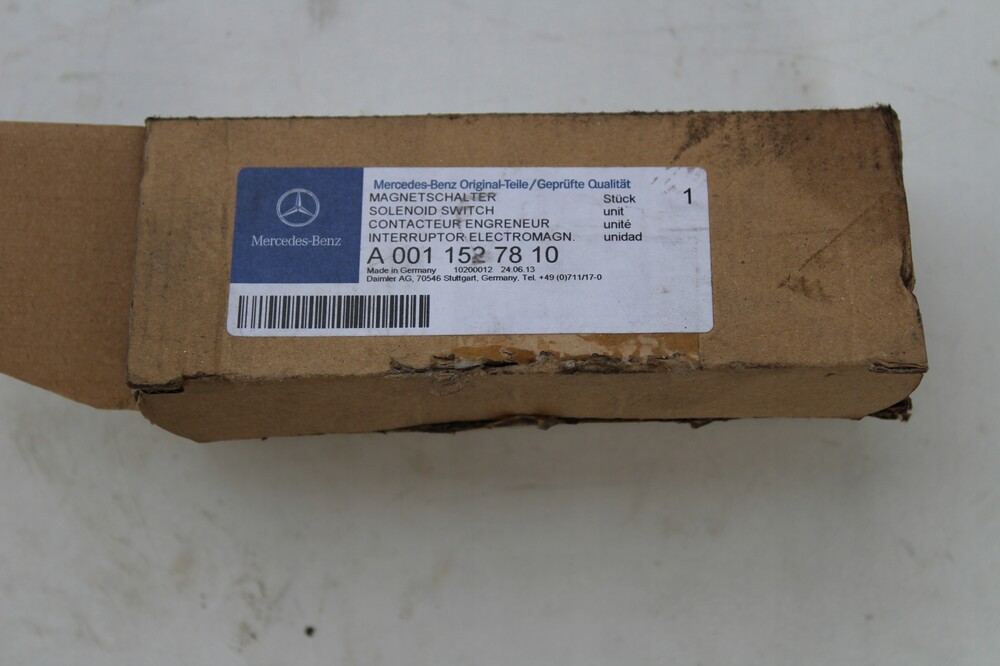 Mercedes-Benz
Mercedes-Benz Original-Teile/Geprüfte Qualität
MAGNETSCHALTER Stück 1
SOLENOID SWITCH unit
CONTACTEUR ENGRENEUR unité
INTERRUPTOR ELECTROMAGN. unidad
A 001 152 78 10
Made in Germany 10200012 24.06.13
Daimler AG, 70546 Stuttgart, Germany, Tel. +49 (0)711/17-0